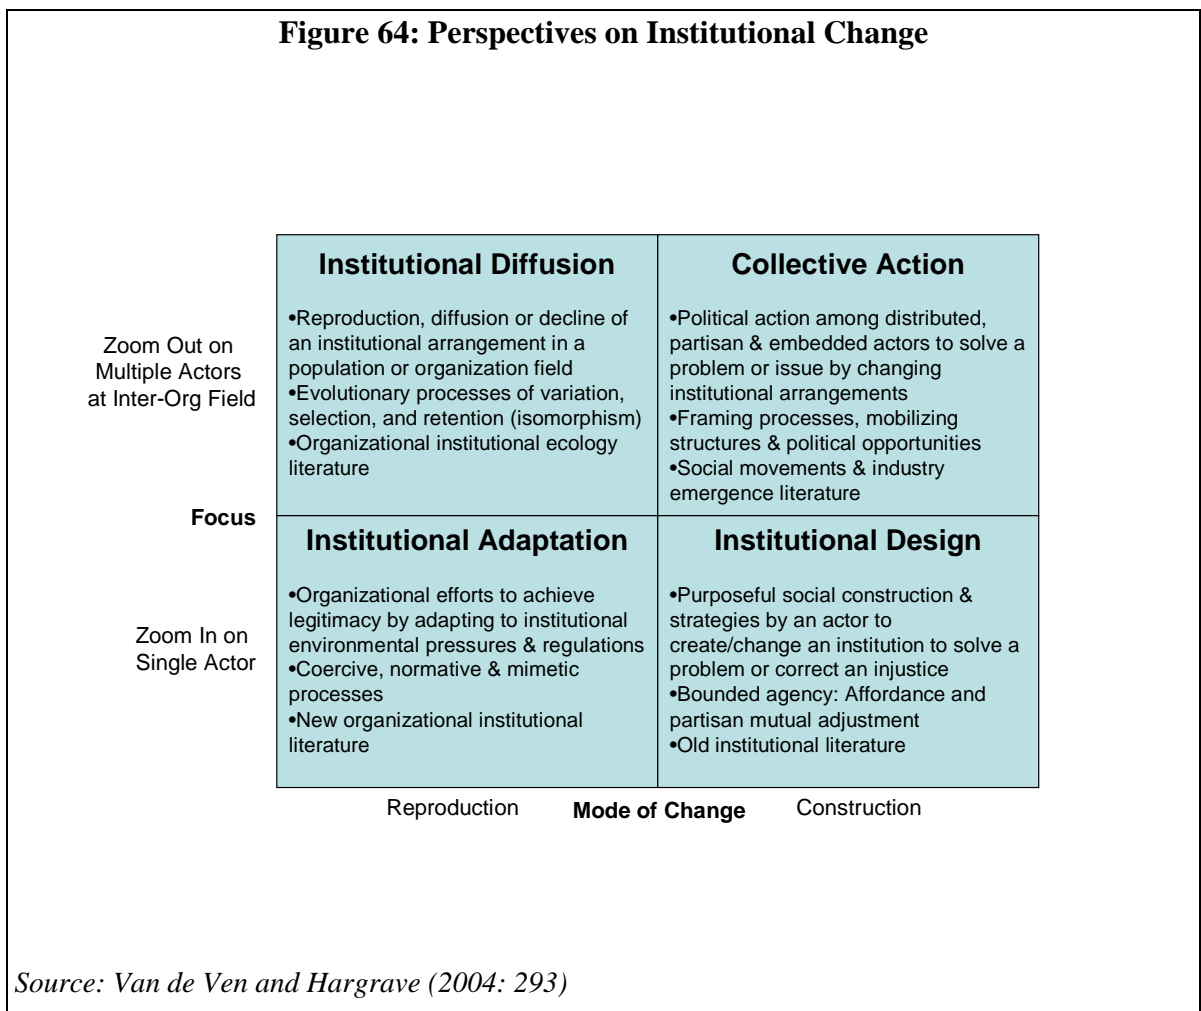 Figure 64: Perspectives on Institutional Change
Zoom Out on
Multiple Actors
at Inter-Org Field
Focus
Zoom In on
Single Actor
Institutional Diffusion
•Reproduction, diffusion or decline of
an institutional arrangement in a
population or organization field
•Evolutionary processes of variation,
selection, and retention (isomorphism)
•Organizational institutional ecology
literature
Collective Action
•Political action among distributed,
partisan & embedded actors to solve a
problem or issue by changing
institutional arrangements
•Framing processes, mobilizing
structures & political opportunities
•Social movements & industry
emergence literature
Institutional Adaptation
•Organizational efforts to achieve
legitimacy by adapting to institutional
environmental pressures & regulations
•Coercive, normative & mimetic
processes
•New organizational institutional
literature
Institutional Design
•Purposeful social construction &
strategies by an actor to
create/change an institution to solve a
problem or correct an injustice
•Bounded agency: Affordance and
partisan mutual adjustment
•Old institutional literature
Reproduction Mode of Change Construction
Source: Van de Ven and Hargrave (2004: 293)